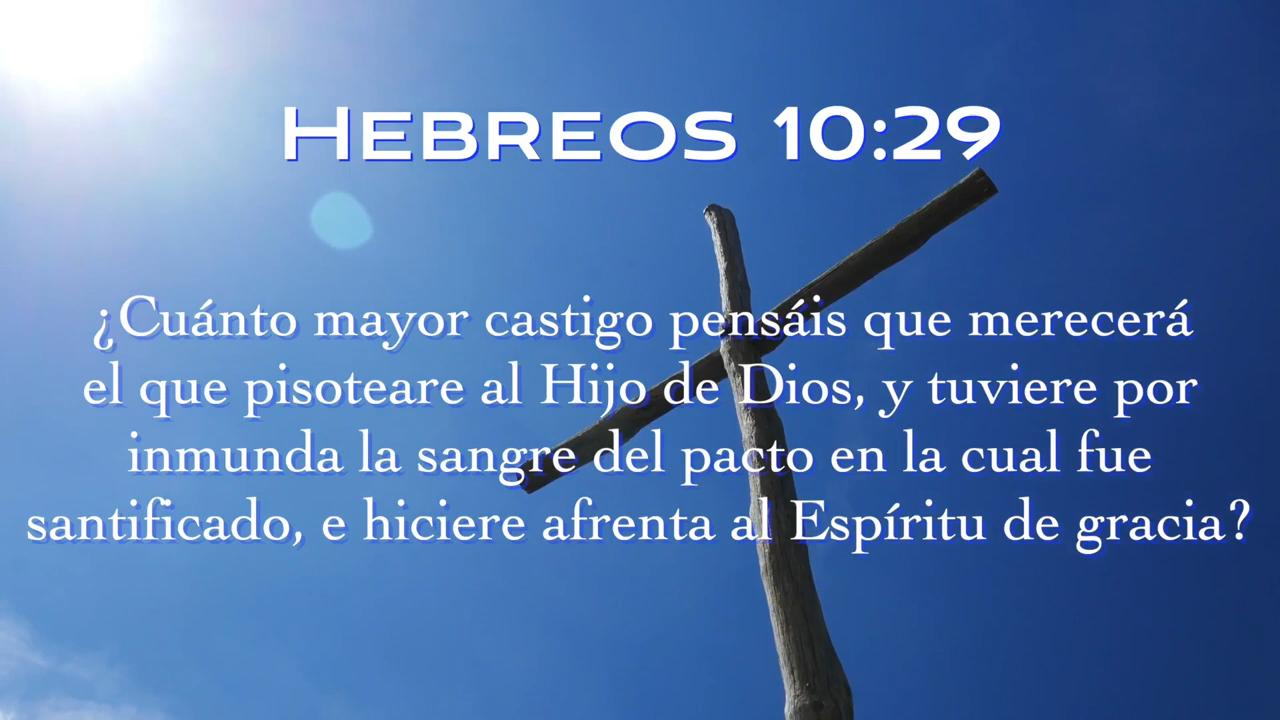 HEBREOS 10:29
¿Cuánto mayor castigo pensáis que merecerá
el que pisoteare al Hijo de Dios, y tuviere por
inmunda la sangre del pacto en la cual fue
santificado, e hiciere afrenta al Espíritu de gracia?